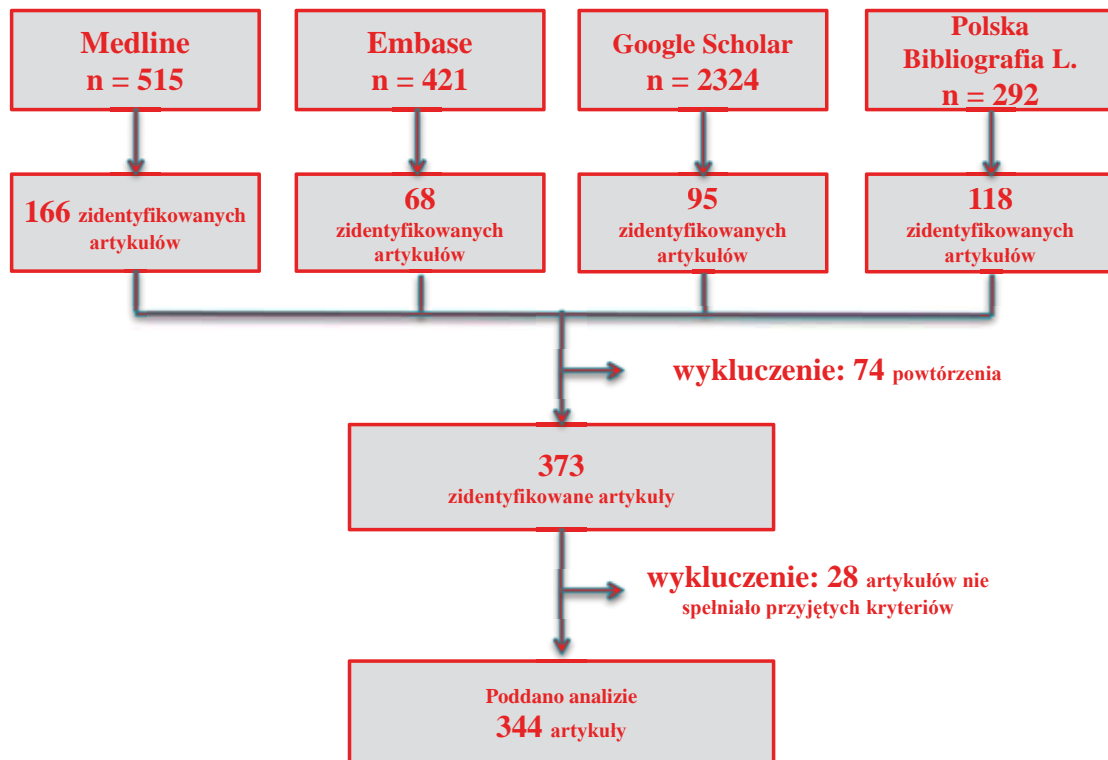 Medline
n = 515
Embase
n = 421
Google Scholar
n = 2324
Polska
Bibliografia L.
n = 292
166 zidentyfikowanych
artykułów
68
zidentyfikowanych
artykułów
95
zidentyfikowanych
artykułów
118
zidentyfikowanych
artykułów
wykluczenie: 74 powtórzenia
373
zidentyfikowane artykuły
wykluczenie: 28 artykułów nie
spełniało przyjętych kryteriów
Poddano analizie
344 artykuły